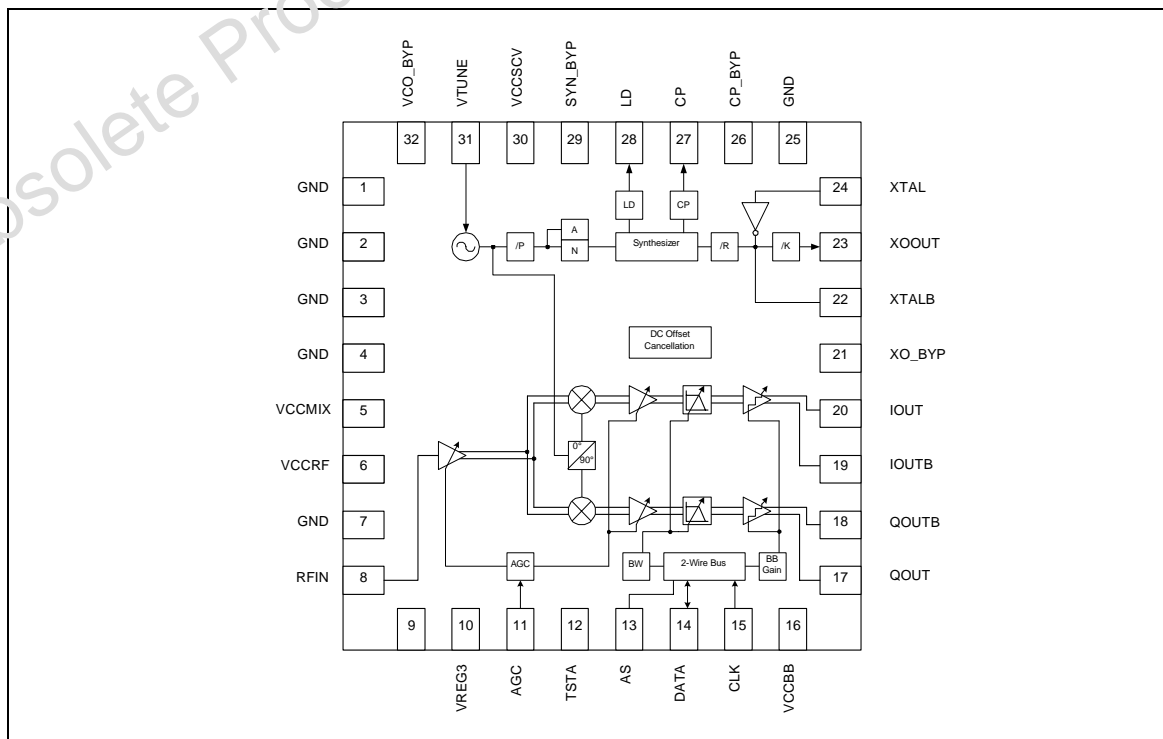 Obsolete Pro
VCO_BYP
VTUNE
VCCSCV
SYN_BYP
LD
CP
CP_BYP
GND
32
31
30
29
28
27
26
25
GND 1
24 XTAL
LD
CP
GND 2
/P
A
N
Synthesizer
/R
/K
23 XOOUT
GND 3
22 XTALB
DC Offset
Cancellation
GND 4
21 XO_BYP
VCCMIX 5
20 IOUT
VCCRF 6
0°
90°
19 IOUTB
GND 7
18 QOUTB
RFIN 8
AGC
BW
2-Wire Bus
BB
Gain
17 QOUT
9
10
11
12
13
14
15
16
VREG3
AGC
TSTA
AS
DATA
CLK
VCCBB